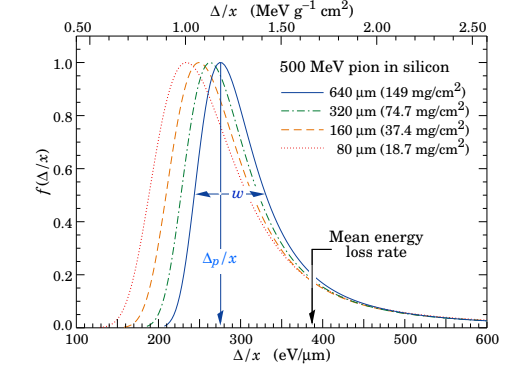 Δ/x (MeV g⁻¹ cm²)
0.50 1.00 1.50 2.00 2.50
500 MeV pion in silicon
640 μm (149 mg/cm²)
320 μm (74.7 mg/cm²)
160 μm (37.4 mg/cm²)
80 μm (18.7 mg/cm²)
1.0
0.8
0.6
0.4
0.2
0.0
f(Δ/x)
w
Δp/x
Mean energy
loss rate
100 200 300 400 500 600
Δ/x (eV/μm)